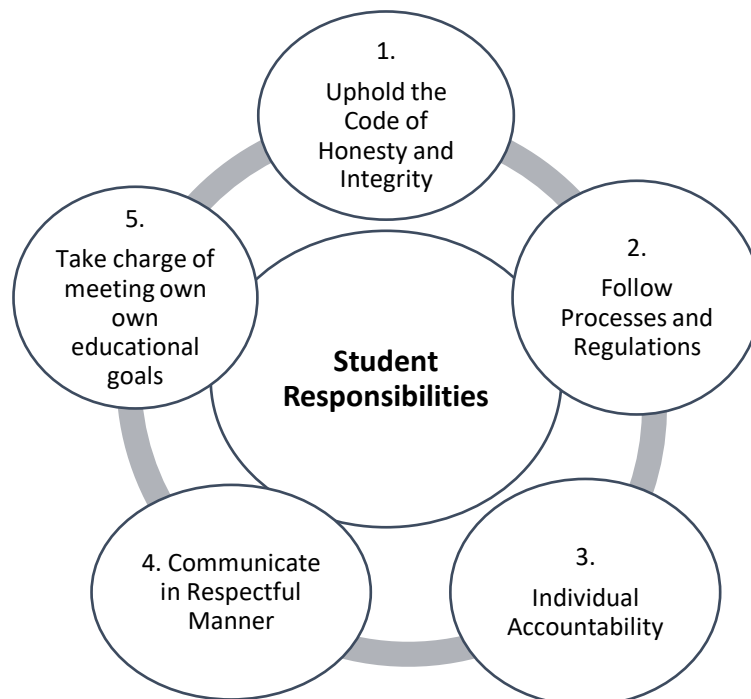 1.
Uphold the
Code of
Honesty and
Integrity
2.
Follow
Processes and
Regulations
3.
Individual
Accountability
4. Communicate
in Respectful
Manner
5.
Take charge of
meeting own
own
educational
goals
Student
Responsibilities